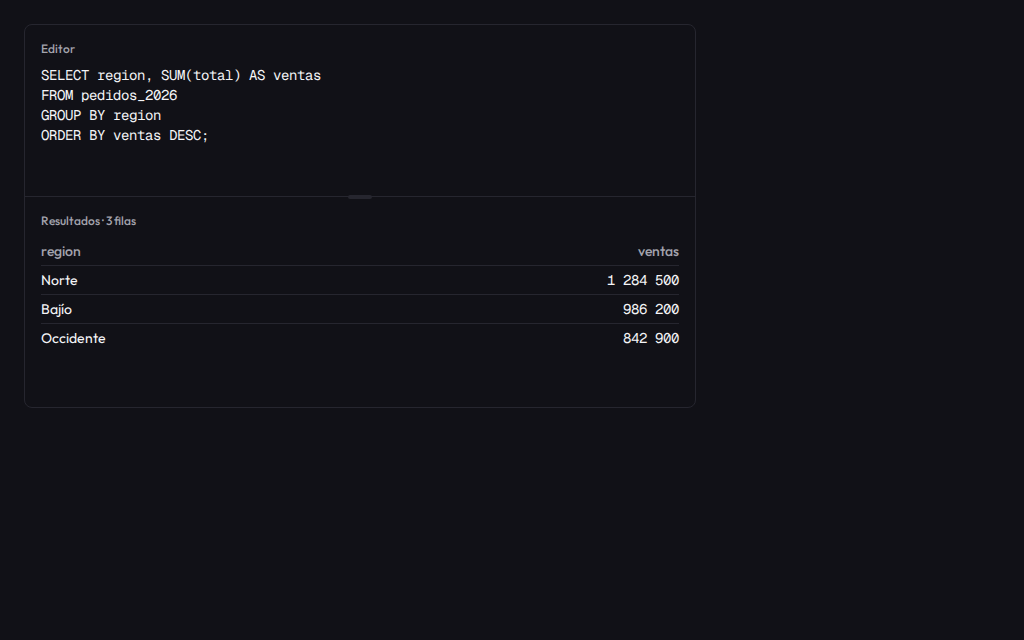 Editor
SELECT region, SUM(total) AS ventas
FROM pedidos_2026
GROUP BY region
ORDER BY ventas DESC;
Resultados · 3 filas
region ventas
Norte 1 284 500
Bajío 986 200
Occidente 842 900